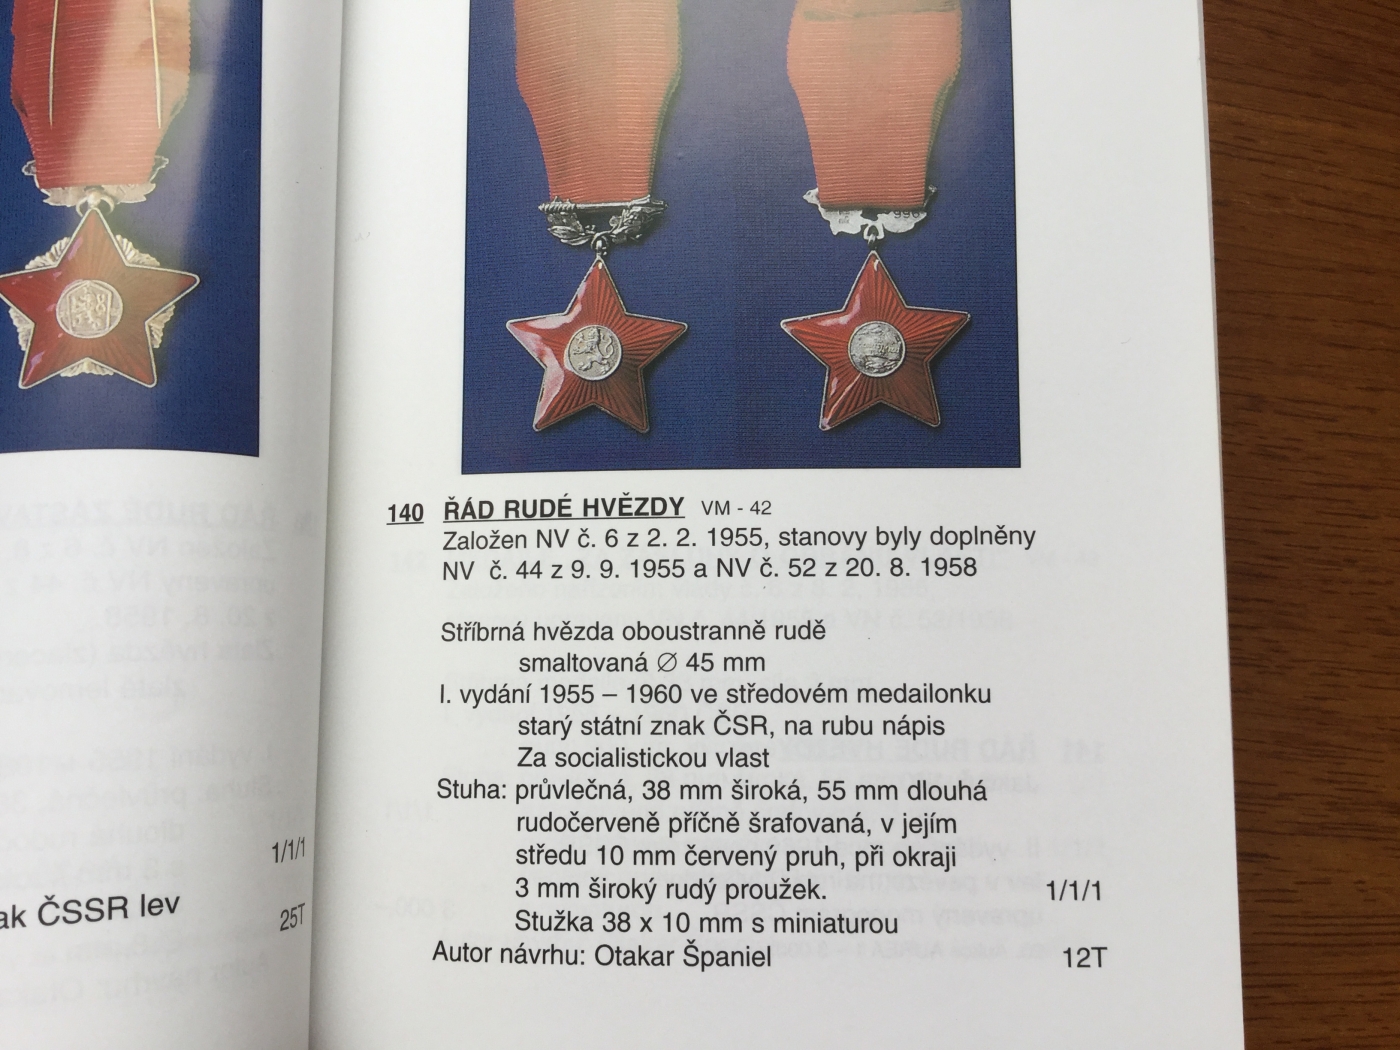 1/1/1
ak ČSSR lev
25T
996
140 ŘÁD RUDÉ HVĚZDY VM - 42
Založen NV č. 6 z 2. 2. 1955, stanovy byly doplněny
NV č. 44 z 9. 9. 1955 a NV č. 52 z 20. 8. 1958
Stříbrná hvězda oboustranně rudě
smaltovaná ∅ 45 mm
I. vydání 1955 – 1960 ve středovém medailonku
starý státní znak ČSR, na rubu nápis
Za socialistickou vlast
Stuha: průvlečná, 38 mm široká, 55 mm dlouhá
rudočerveně příčně šrafovaná, v jejím
středu 10 mm červený pruh, při okraji
3 mm široký rudý proužek. 1/1/1
Stužka 38 x 10 mm s miniaturou
Autor návrhu: Otakar Španiel 12T